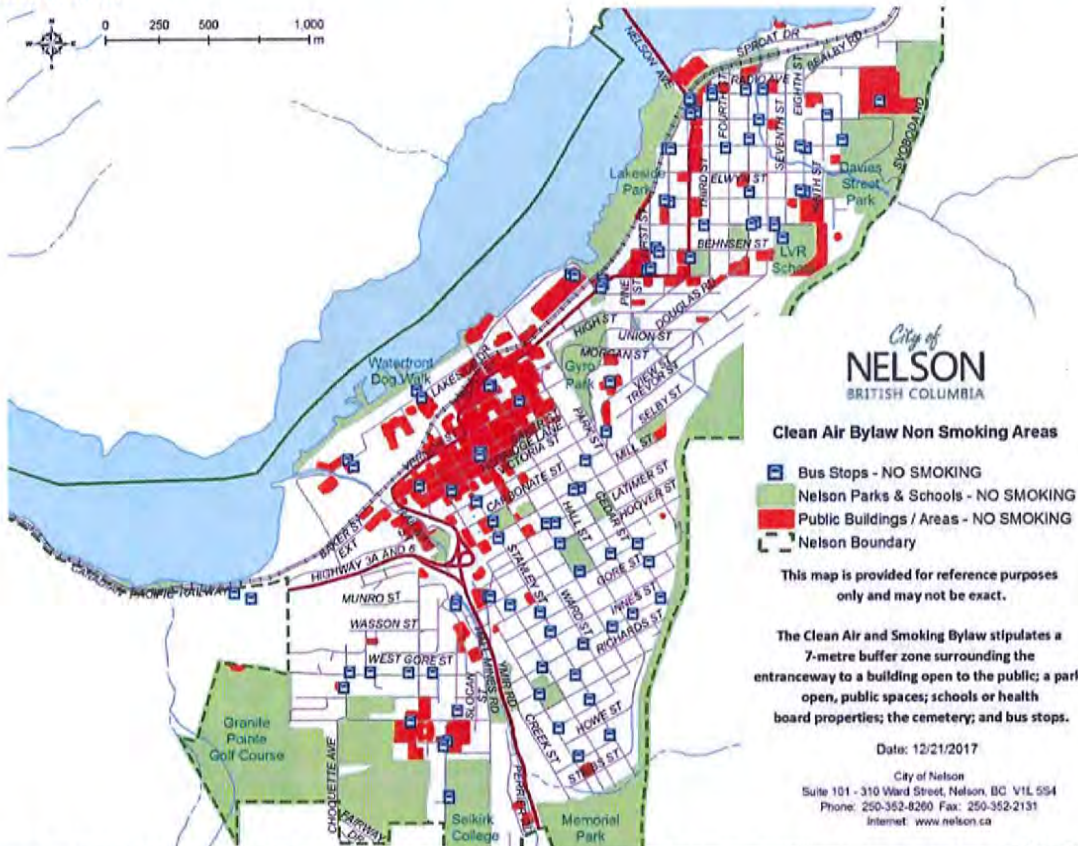 N
W
E
S
0 250 500 1,000
m
NELSON AVE
SPROAT DR
BEALBY RD
RADIO AVE
FOURTH ST
SEVENTH ST
EIGHTH ST
SVOBODA RD
Lakeside
Park
THIRD ST
ELWYN ST
Davies
Street
Park
BEHNSEN ST
LVR
PINE
ST
DOUGLAS RD
HIGH ST
UNION ST
MORGAN ST
Gyro
Park
VIEW ST
TREVOR ST
SELBY ST
Waterfront
Dog Walk
PARK ST
MILL ST
VICTORIA ST
CARBONATE ST
LATIMER ST
HOOVER ST
CEDAR ST
HALL ST
BAKER ST
EXT
HIGHWAY 3A AND 6
STANLEY ST
GORE ST
WARD ST
INNES ST
RICHARDS ST
CANADIAN PACIFIC RAILWAY
MUNRO ST
WASSON ST
WEST GORE ST
HALL MINES RD
YMIR RD
SLOCAN
ST
CREEK ST
HOWE ST
Granite
Pointe
Golf Course
CHOQUETTE AVE
FAIRWAY
DR
Selkirk
College
Memorial
Park
City of
NELSON
BRITISH COLUMBIA
Clean Air Bylaw Non Smoking Areas
Bus Stops - NO SMOKING
Nelson Parks & Schools - NO SMOKING
Public Buildings / Areas - NO SMOKING
Nelson Boundary
This map is provided for reference purposes
only and may not be exact.
The Clean Air and Smoking Bylaw stipulates a
7-metre buffer zone surrounding the
entranceway to a building open to the public; a park
open, public spaces; schools or health
board properties; the cemetery; and bus stops.
Date: 12/21/2017
City of Nelson
Suite 101 - 310 Ward Street, Nelson, BC V1L 5S4
Phone: 250-352-8260 Fax: 250-352-2131
Internet: www.nelson.ca